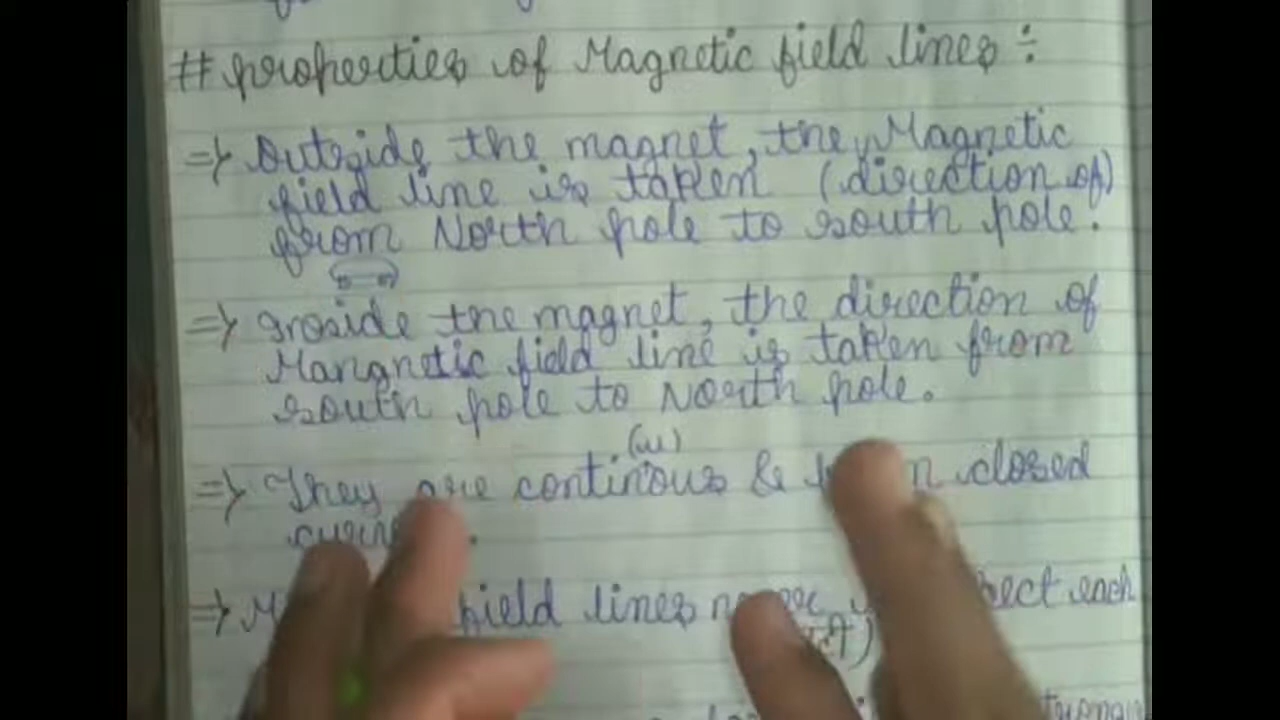 # properties of Magnetic field lines :
=> Outside the magnet, the Magnetic
field line is taken (direction of)
from North pole to south pole.
=> Inside the magnet, the direction of
Mangnetic field line is taken from
south pole to North pole.
(u)
=> They are continous & closed
=> field lines each